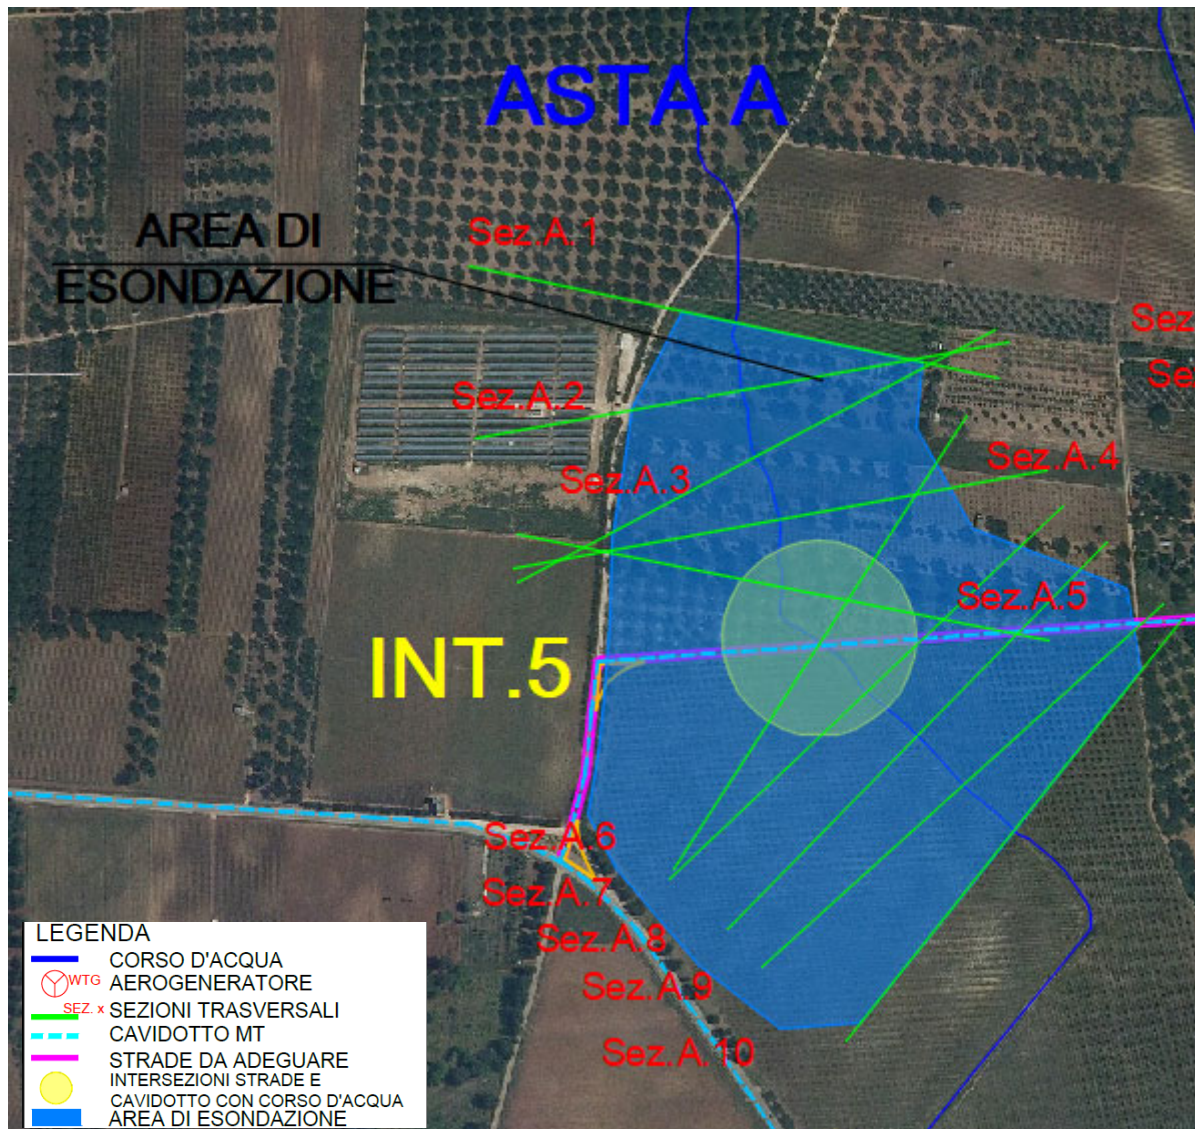 ASTA A
Sez.A.1
AREA DI
ESONDAZIONE
Sez
Se
Sez.A.2
Sez.A.3
Sez.A.4
Sez.A.5
INT.5
Sez.A.6
Sez.A.7
Sez.A.8
Sez.A.9
Sez.A.10
LEGENDA
CORSO D'ACQUA
WTG AEROGENERATORE
SEZ. x SEZIONI TRASVERSALI
CAVIDOTTO MT
STRADE DA ADEGUARE
INTERSEZIONI STRADE E
CAVIDOTTO CON CORSO D'ACQUA
AREA DI ESONDAZIONE